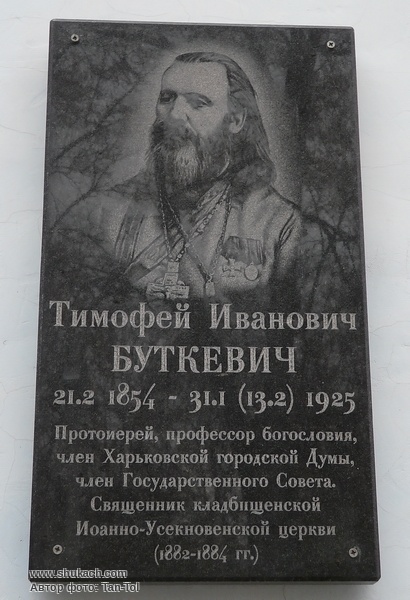 Тимофей Иванович
БУТКЕВИЧ
21.2 1854 - 31.1 (13.2) 1925
Протоиерей, профессор богословия,
член Харьковской городской Думы,
член Государственного Совета.
Священник кладбищенской
Иоанно-Усекновенской церкви
(1882-1884 гг.)
www.shukach.com
Автор фото: Tan-Tol